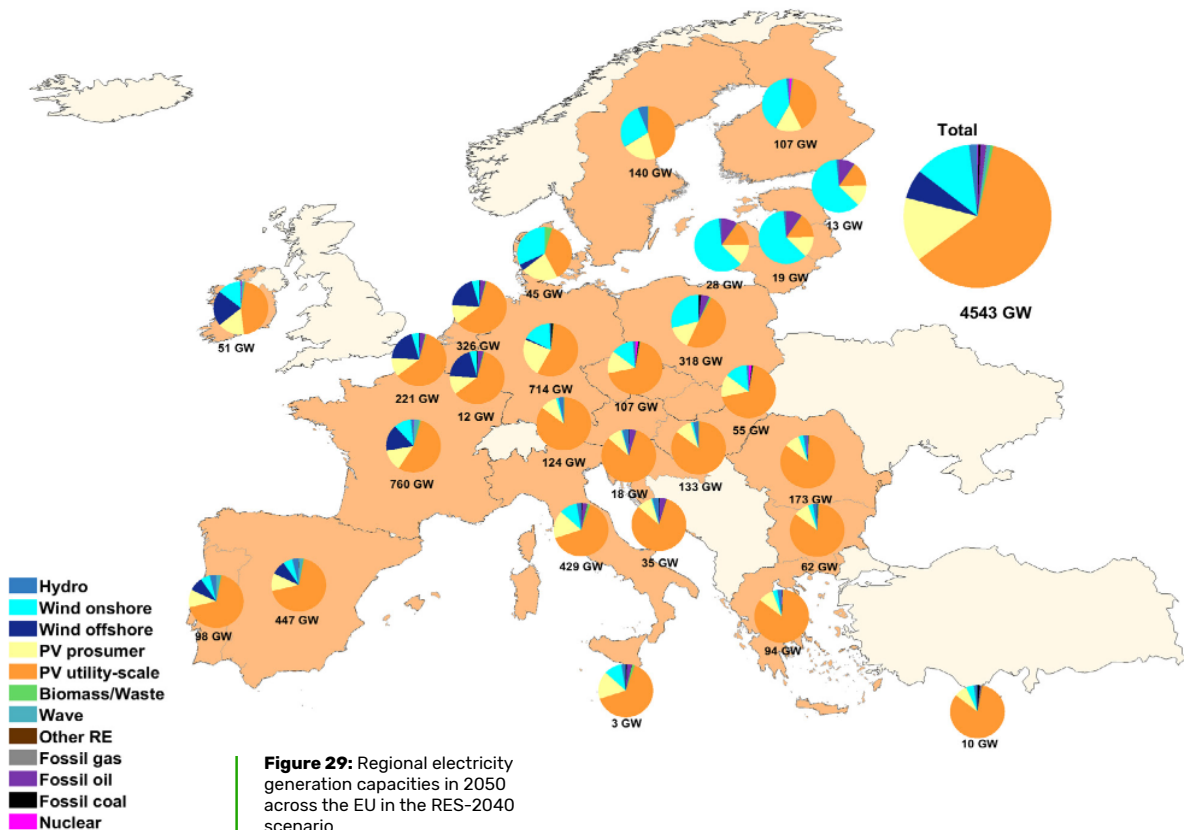 Total
107 GW
140 GW
13 GW
19 GW
28 GW
45 GW
4543 GW
51 GW
326 GW
318 GW
714 GW
221 GW
12 GW
107 GW
55 GW
124 GW
760 GW
18 GW
133 GW
173 GW
429 GW
35 GW
62 GW
447 GW
98 GW
94 GW
3 GW
10 GW
Hydro
Wind onshore
Wind offshore
PV prosumer
PV utility-scale
Biomass/Waste
Wave
Other RE
Fossil gas
Fossil oil
Fossil coal
Nuclear
Figure 29: Regional electricity
generation capacities in 2050
across the EU in the RES-2040
scenario